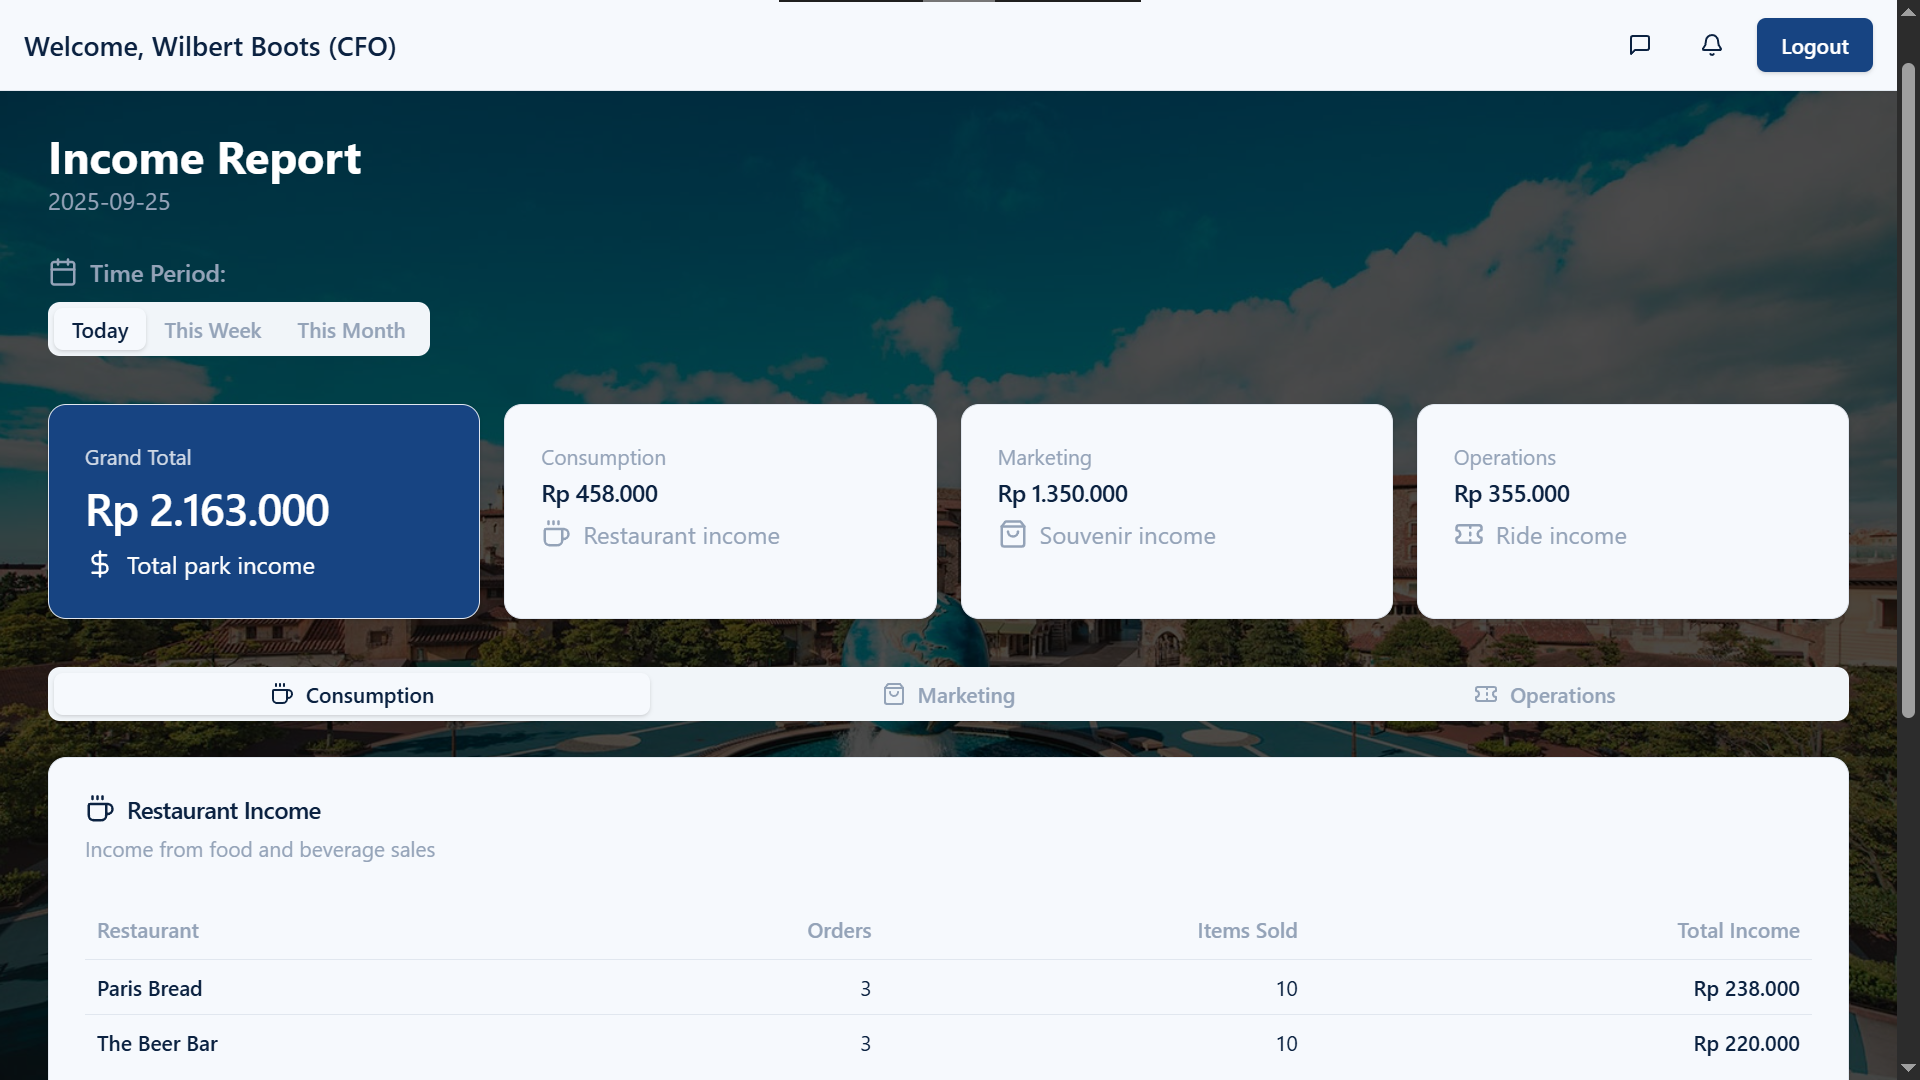 Welcome, Wilbert Boots (CFO)
Logout
Income Report
2025-09-25
Time Period:
Today This Week This Month
Grand Total
Rp 2.163.000
Total park income
Consumption
Rp 458.000
Restaurant income
Marketing
Rp 1.350.000
Souvenir income
Operations
Rp 355.000
Ride income
Consumption Marketing Operations
Restaurant Income
Income from food and beverage sales
Restaurant Orders Items Sold Total Income
Paris Bread 3 10 Rp 238.000
The Beer Bar 3 10 Rp 220.000